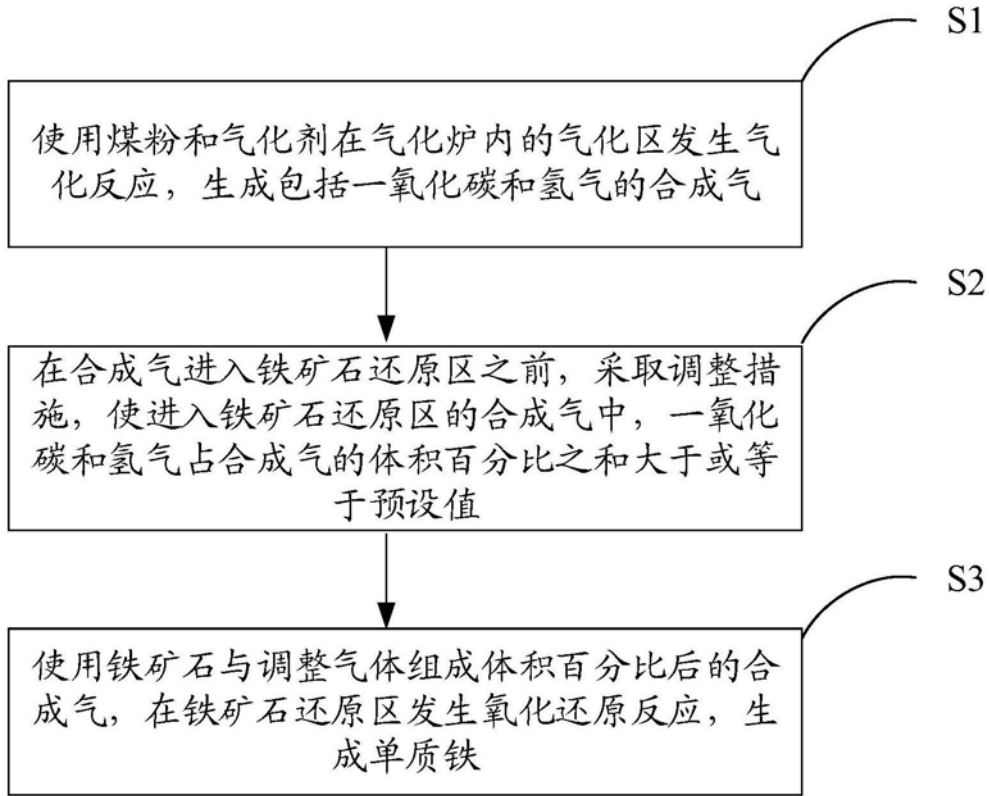 S1
使用煤粉和气化剂在气化炉内的气化区发生气
化反应，生成包括一氧化碳和氢气的合成气
S2
在合成气进入铁矿石还原区之前，采取调整措
施，使进入铁矿石还原区的合成气中，一氧化
碳和氢气占合成气的体积百分比之和大于或等
于预设值
S3
使用铁矿石与调整气体组成体积百分比后的合
成气，在铁矿石还原区发生氧化还原反应，生
成单质铁